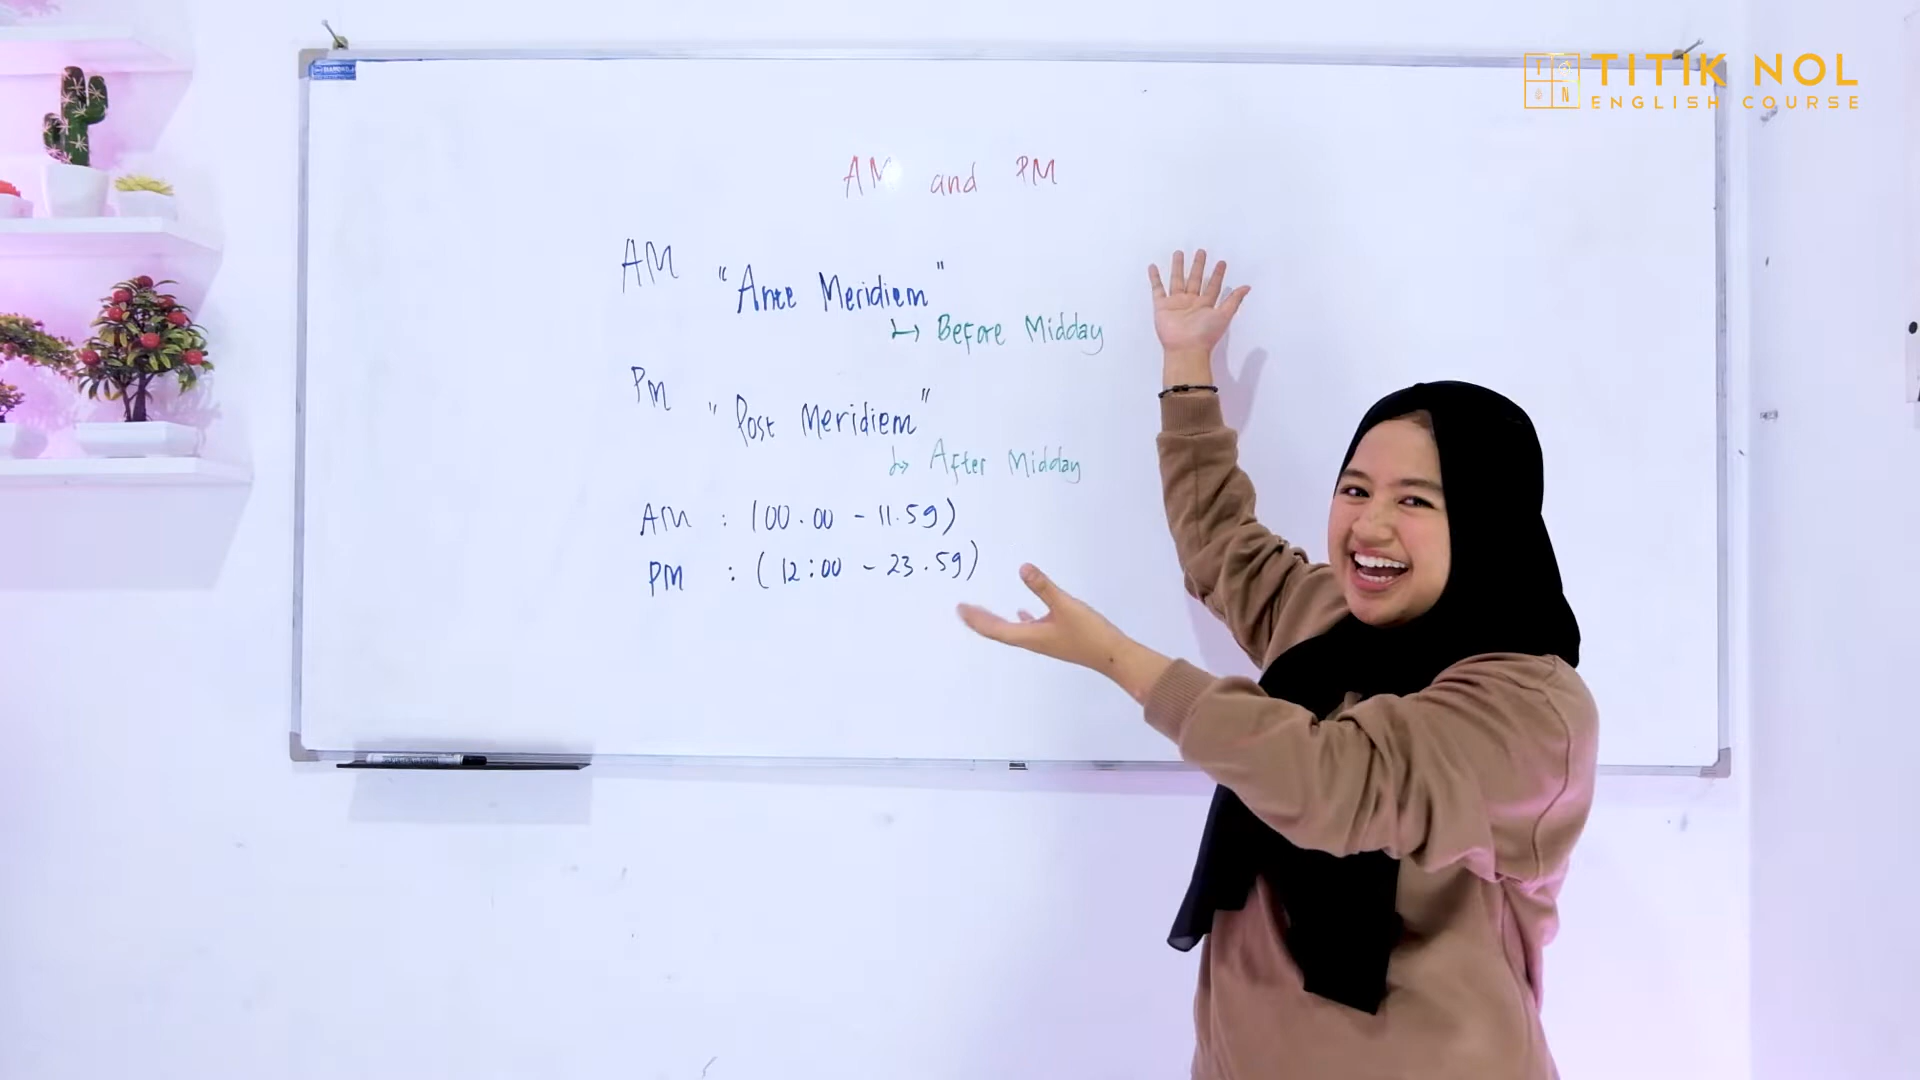 TITIK NOL
ENGLISH COURSE
AM and PM
AM
"Ante Meridiem"
↳ Before Midday
PM
"Post Meridiem"
↳ After Midday
AM : (00.00 - 11.59)
PM : (12:00 - 23.59)